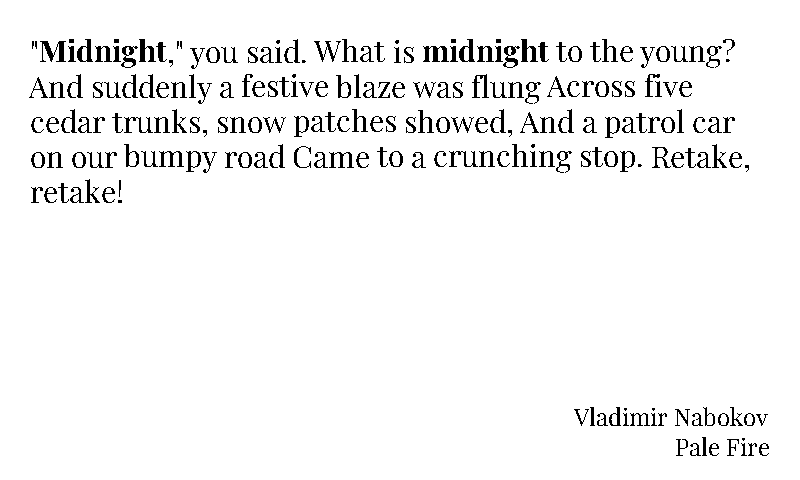 "Midnight," you said. What is midnight to the young?
And suddenly a festive blaze was flung Across five
cedar trunks, snow patches showed, And a patrol car
on our bumpy road Came to a crunching stop. Retake,
retake!
Vladimir Nabokov
Pale Fire